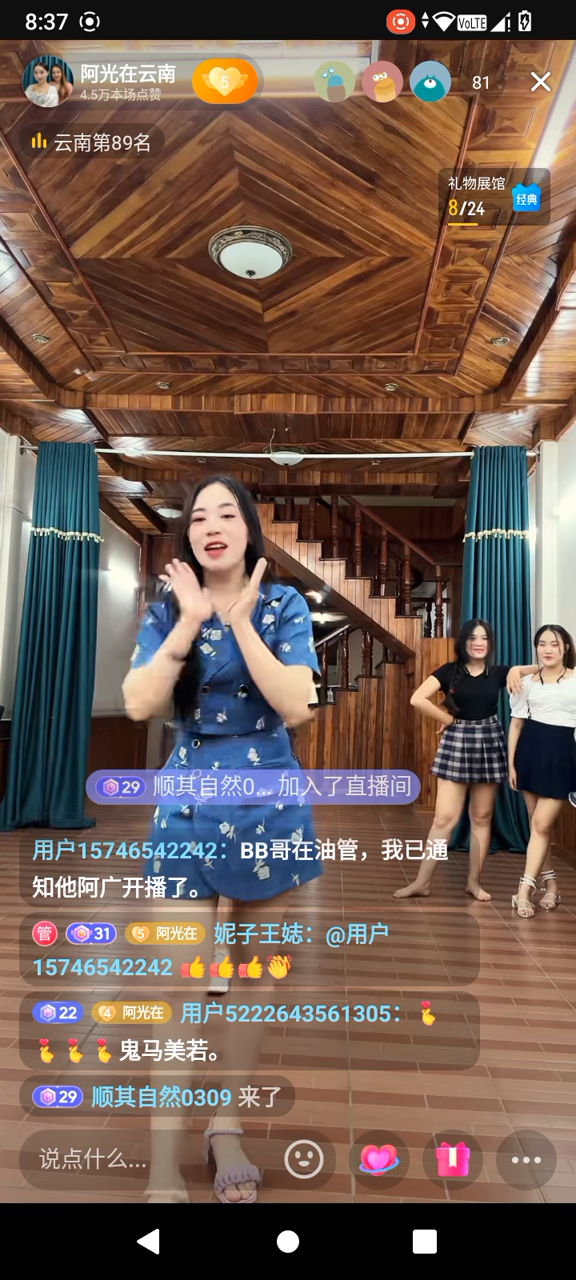 8:37
VoLTE
阿光在云南
4.5万本场点赞
5
81
云南第89名
礼物展馆
8/24
经典
29 顺其自然0... 加入了直播间
用户15746542242：BB哥在油管，我已通
知他阿广开播了。
管 31 5 阿光在 妮子王婊：@用户
15746542242 👍👍👍👏
22 4 阿光在 用户5222643561305：🫰
🫰🫰🫰鬼马美若。
29 顺其自然0309 来了
说点什么...